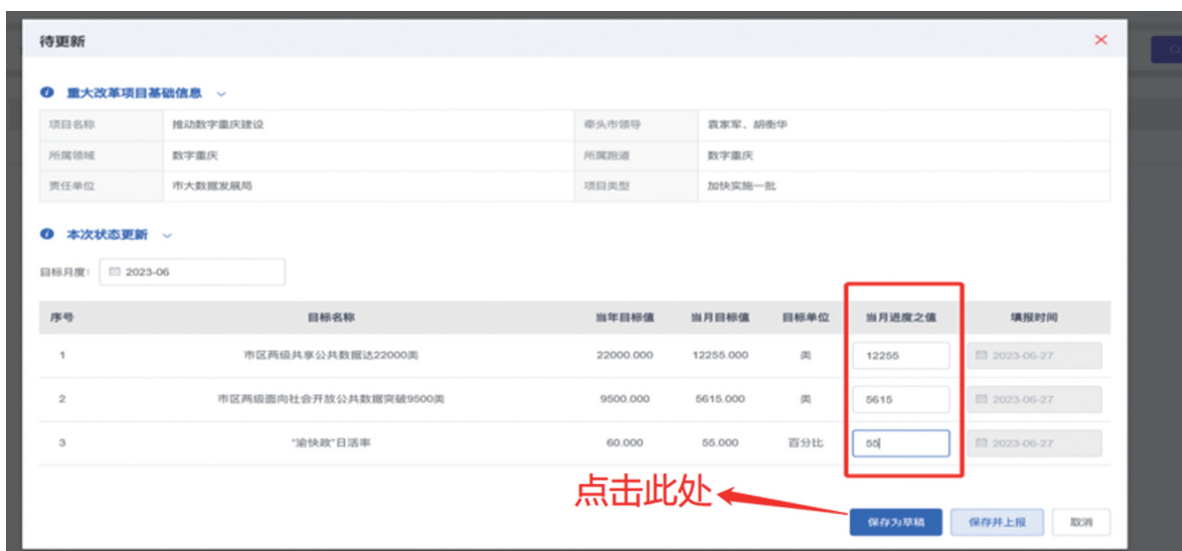 待更新
重大改革项目基础信息
项目名称 推动数字重庆建设 牵头市领导 袁家军、胡衡华
所属领域 数字重庆 所属跑道 数字重庆
责任单位 市大数据发展局 项目类型 加快实施一批
本次状态更新
目标月度: 2023-06
序号 目标名称 当年目标值 当月目标值 目标单位 当月进度之值 填报时间
1 市区两级共享公共数据达22000类 22000.000 12255.000 类 12255 2023-06-27
2 市区两级面向社会开放公共数据突破9500类 9500.000 5615.000 类 5615 2023-06-27
3 "渝快政"日活率 60.000 55.000 百分比 55 2023-06-27
点击此处
保存为草稿 保存并上报 取消